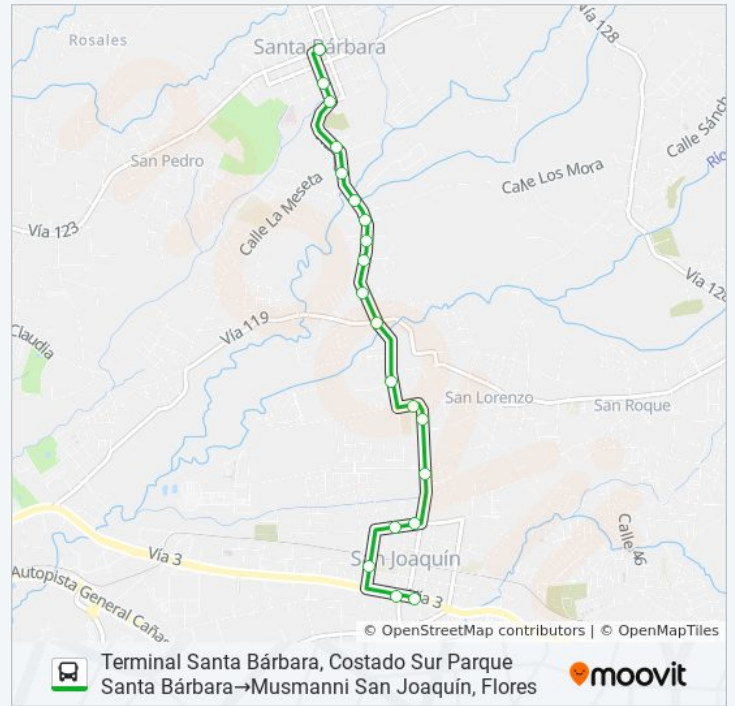 Vía 128
Rosales
Santa Bárbara
Calle Sánch
Río
San Pedro
Calle Los Mora
Calle La Meseta
Vía 123
Vía 128
Claudia
Vía 119
San Lorenzo
San Roque
Calle 46
Vía 3
San Joaquín
Autopista General Cañas
Vía 3
© OpenStreetMap contributors | © OpenMapTiles
Terminal Santa Bárbara, Costado Sur Parque
Santa Bárbara→Musmanni San Joaquín, Flores
moovit